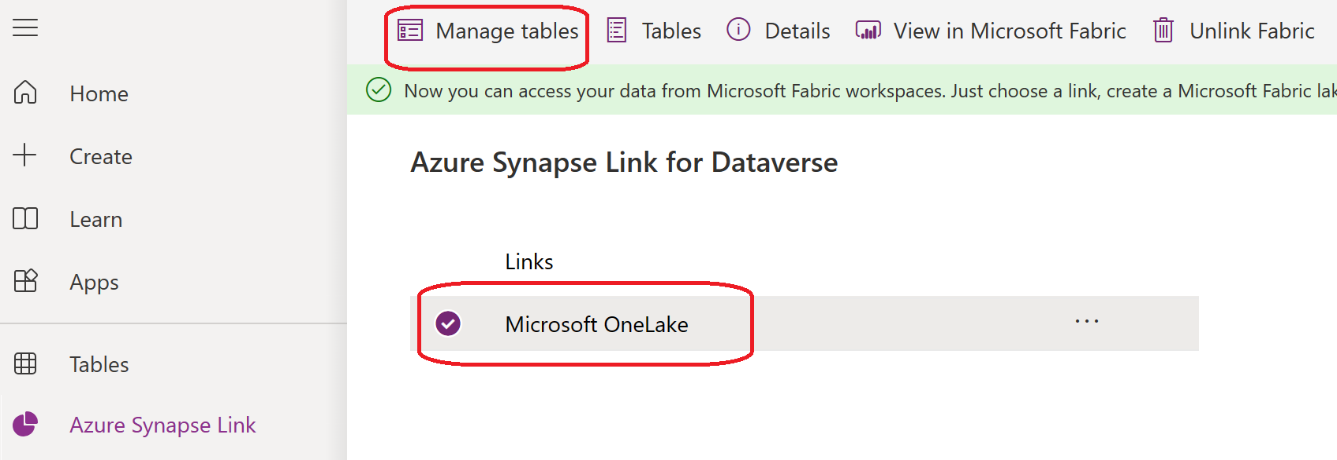 Manage tables
Tables
Details
View in Microsoft Fabric
Unlink Fabric
Now you can access your data from Microsoft Fabric workspaces. Just choose a link, create a Microsoft Fabric lak
Home
Create
Learn
Apps
Tables
Azure Synapse Link
Azure Synapse Link for Dataverse
Links
Microsoft OneLake